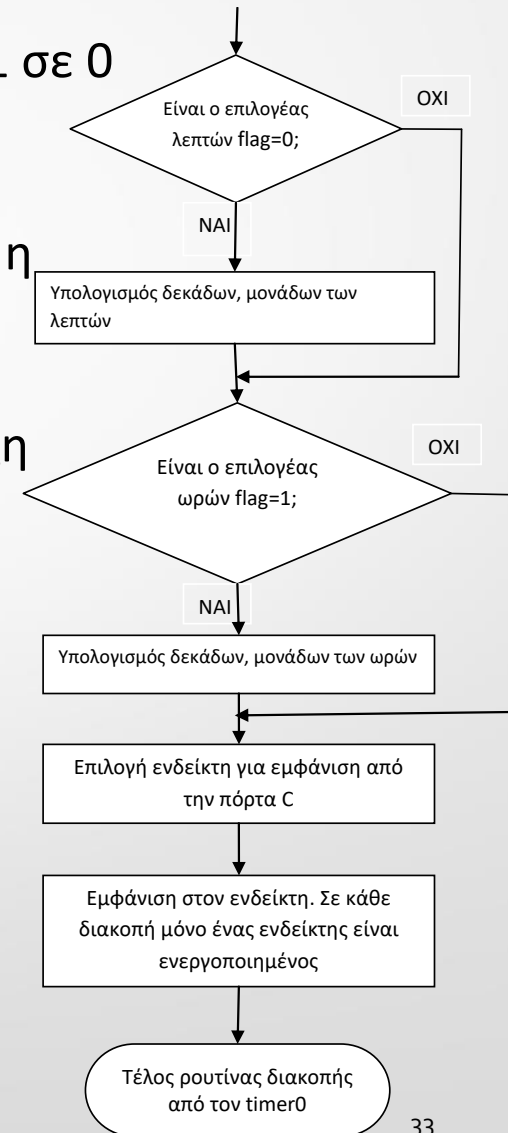 σε 0
Είναι ο επιλογέας
λεπτών flag=0;
ΟΧΙ
ΝΑΙ
η
Υπολογισμός δεκάδων, μονάδων των
λεπτών
η
Είναι ο επιλογέας
ωρών flag=1;
ΟΧΙ
ΝΑΙ
Υπολογισμός δεκάδων, μονάδων των ωρών
Επιλογή ενδείκτη για εμφάνιση από
την πόρτα C
Εμφάνιση στον ενδείκτη. Σε κάθε
διακοπή μόνο ένας ενδείκτης είναι
ενεργοποιημένος
Τέλος ρουτίνας διακοπής
από τον timer0
33